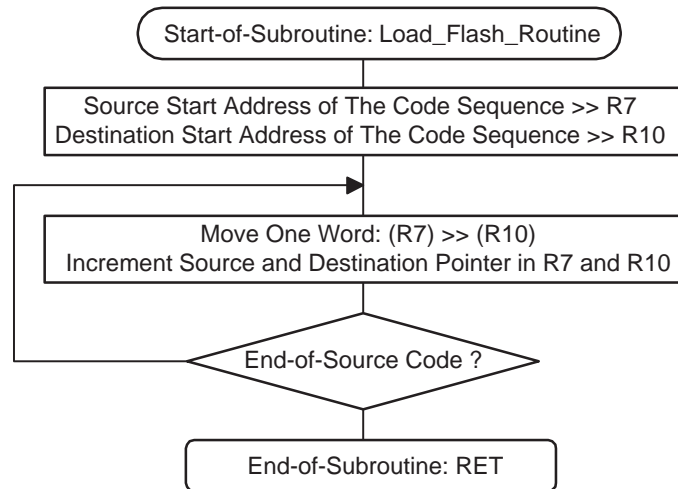 Start-of-Subroutine: Load_Flash_Routine
Source Start Address of The Code Sequence >> R7
Destination Start Address of The Code Sequence >> R10
Move One Word: (R7) >> (R10)
Increment Source and Destination Pointer in R7 and R10
End-of-Source Code ?
End-of-Subroutine: RET